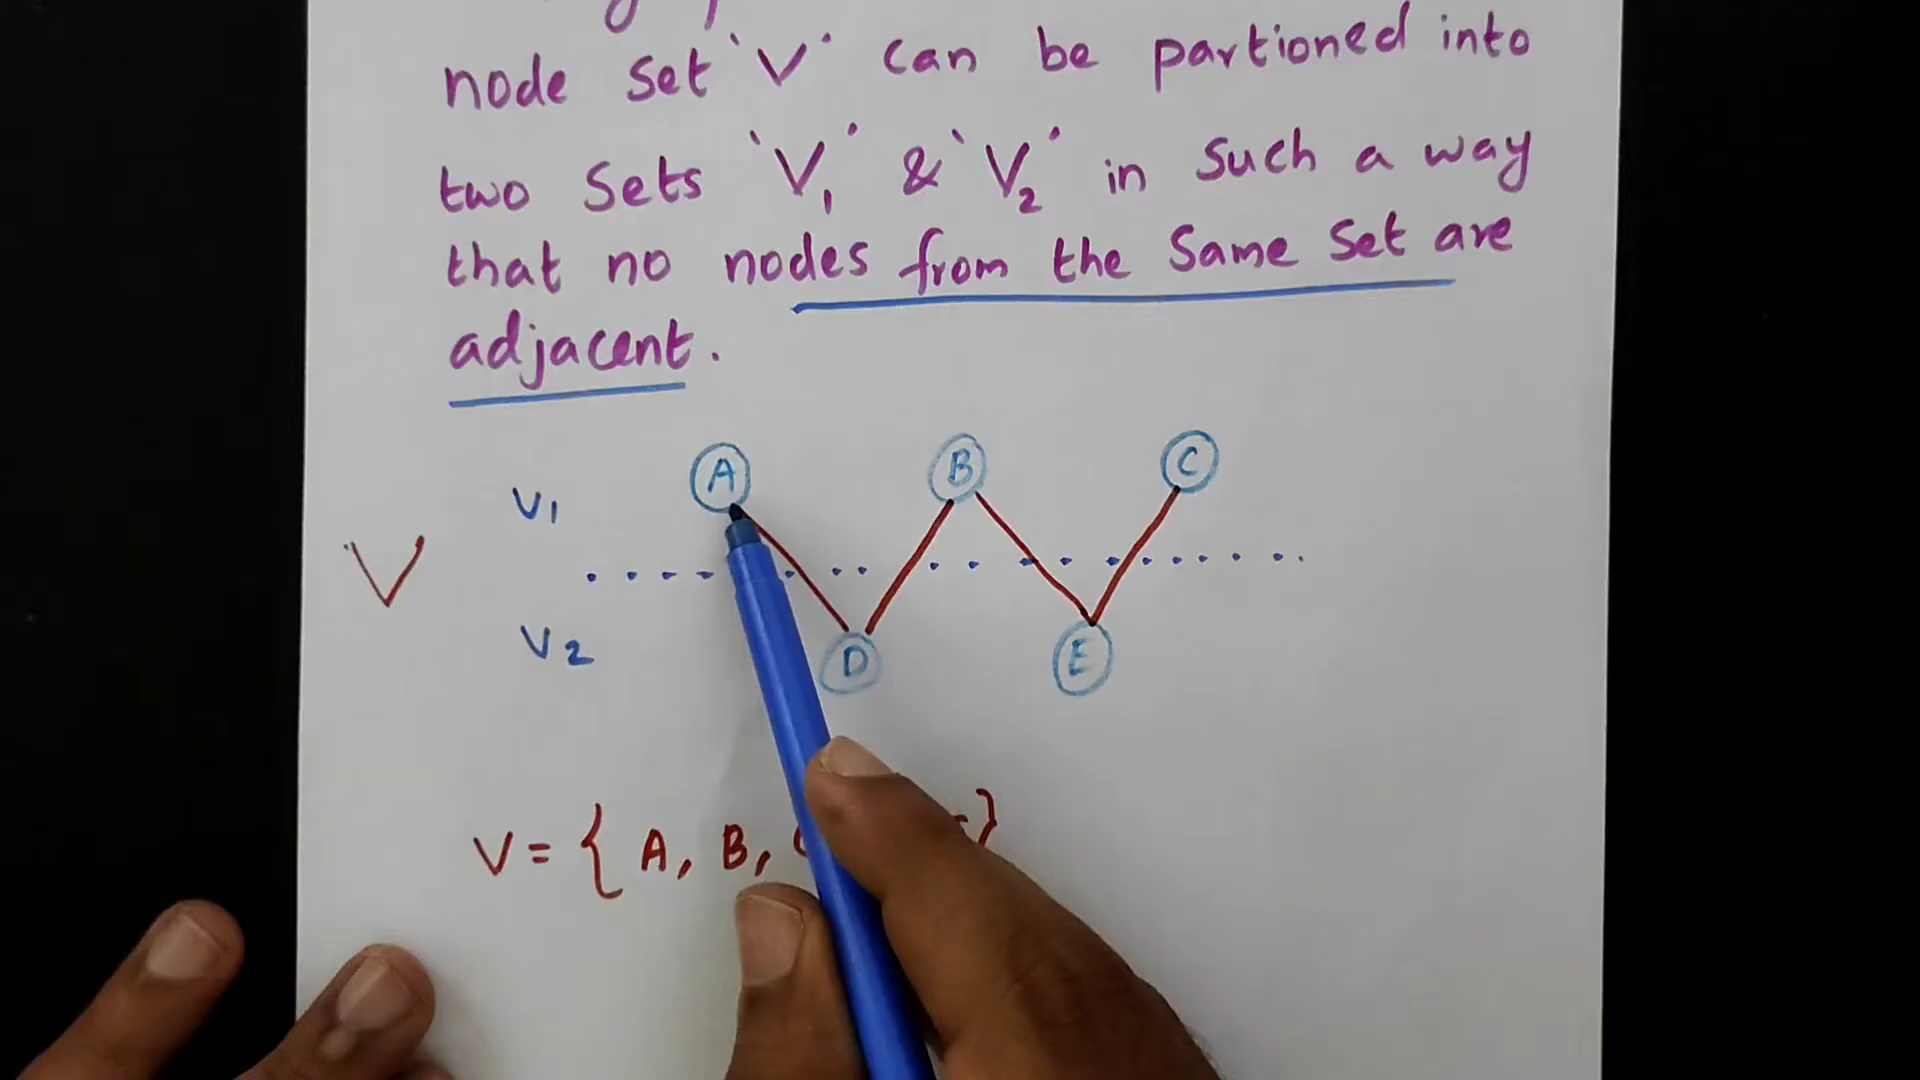 node set 'V' can be partioned into
two sets 'V1' & 'V2' in such a way
that no nodes from the same set are
adjacent.
A B C
V1
V
V2
D E
V = { A, B, }